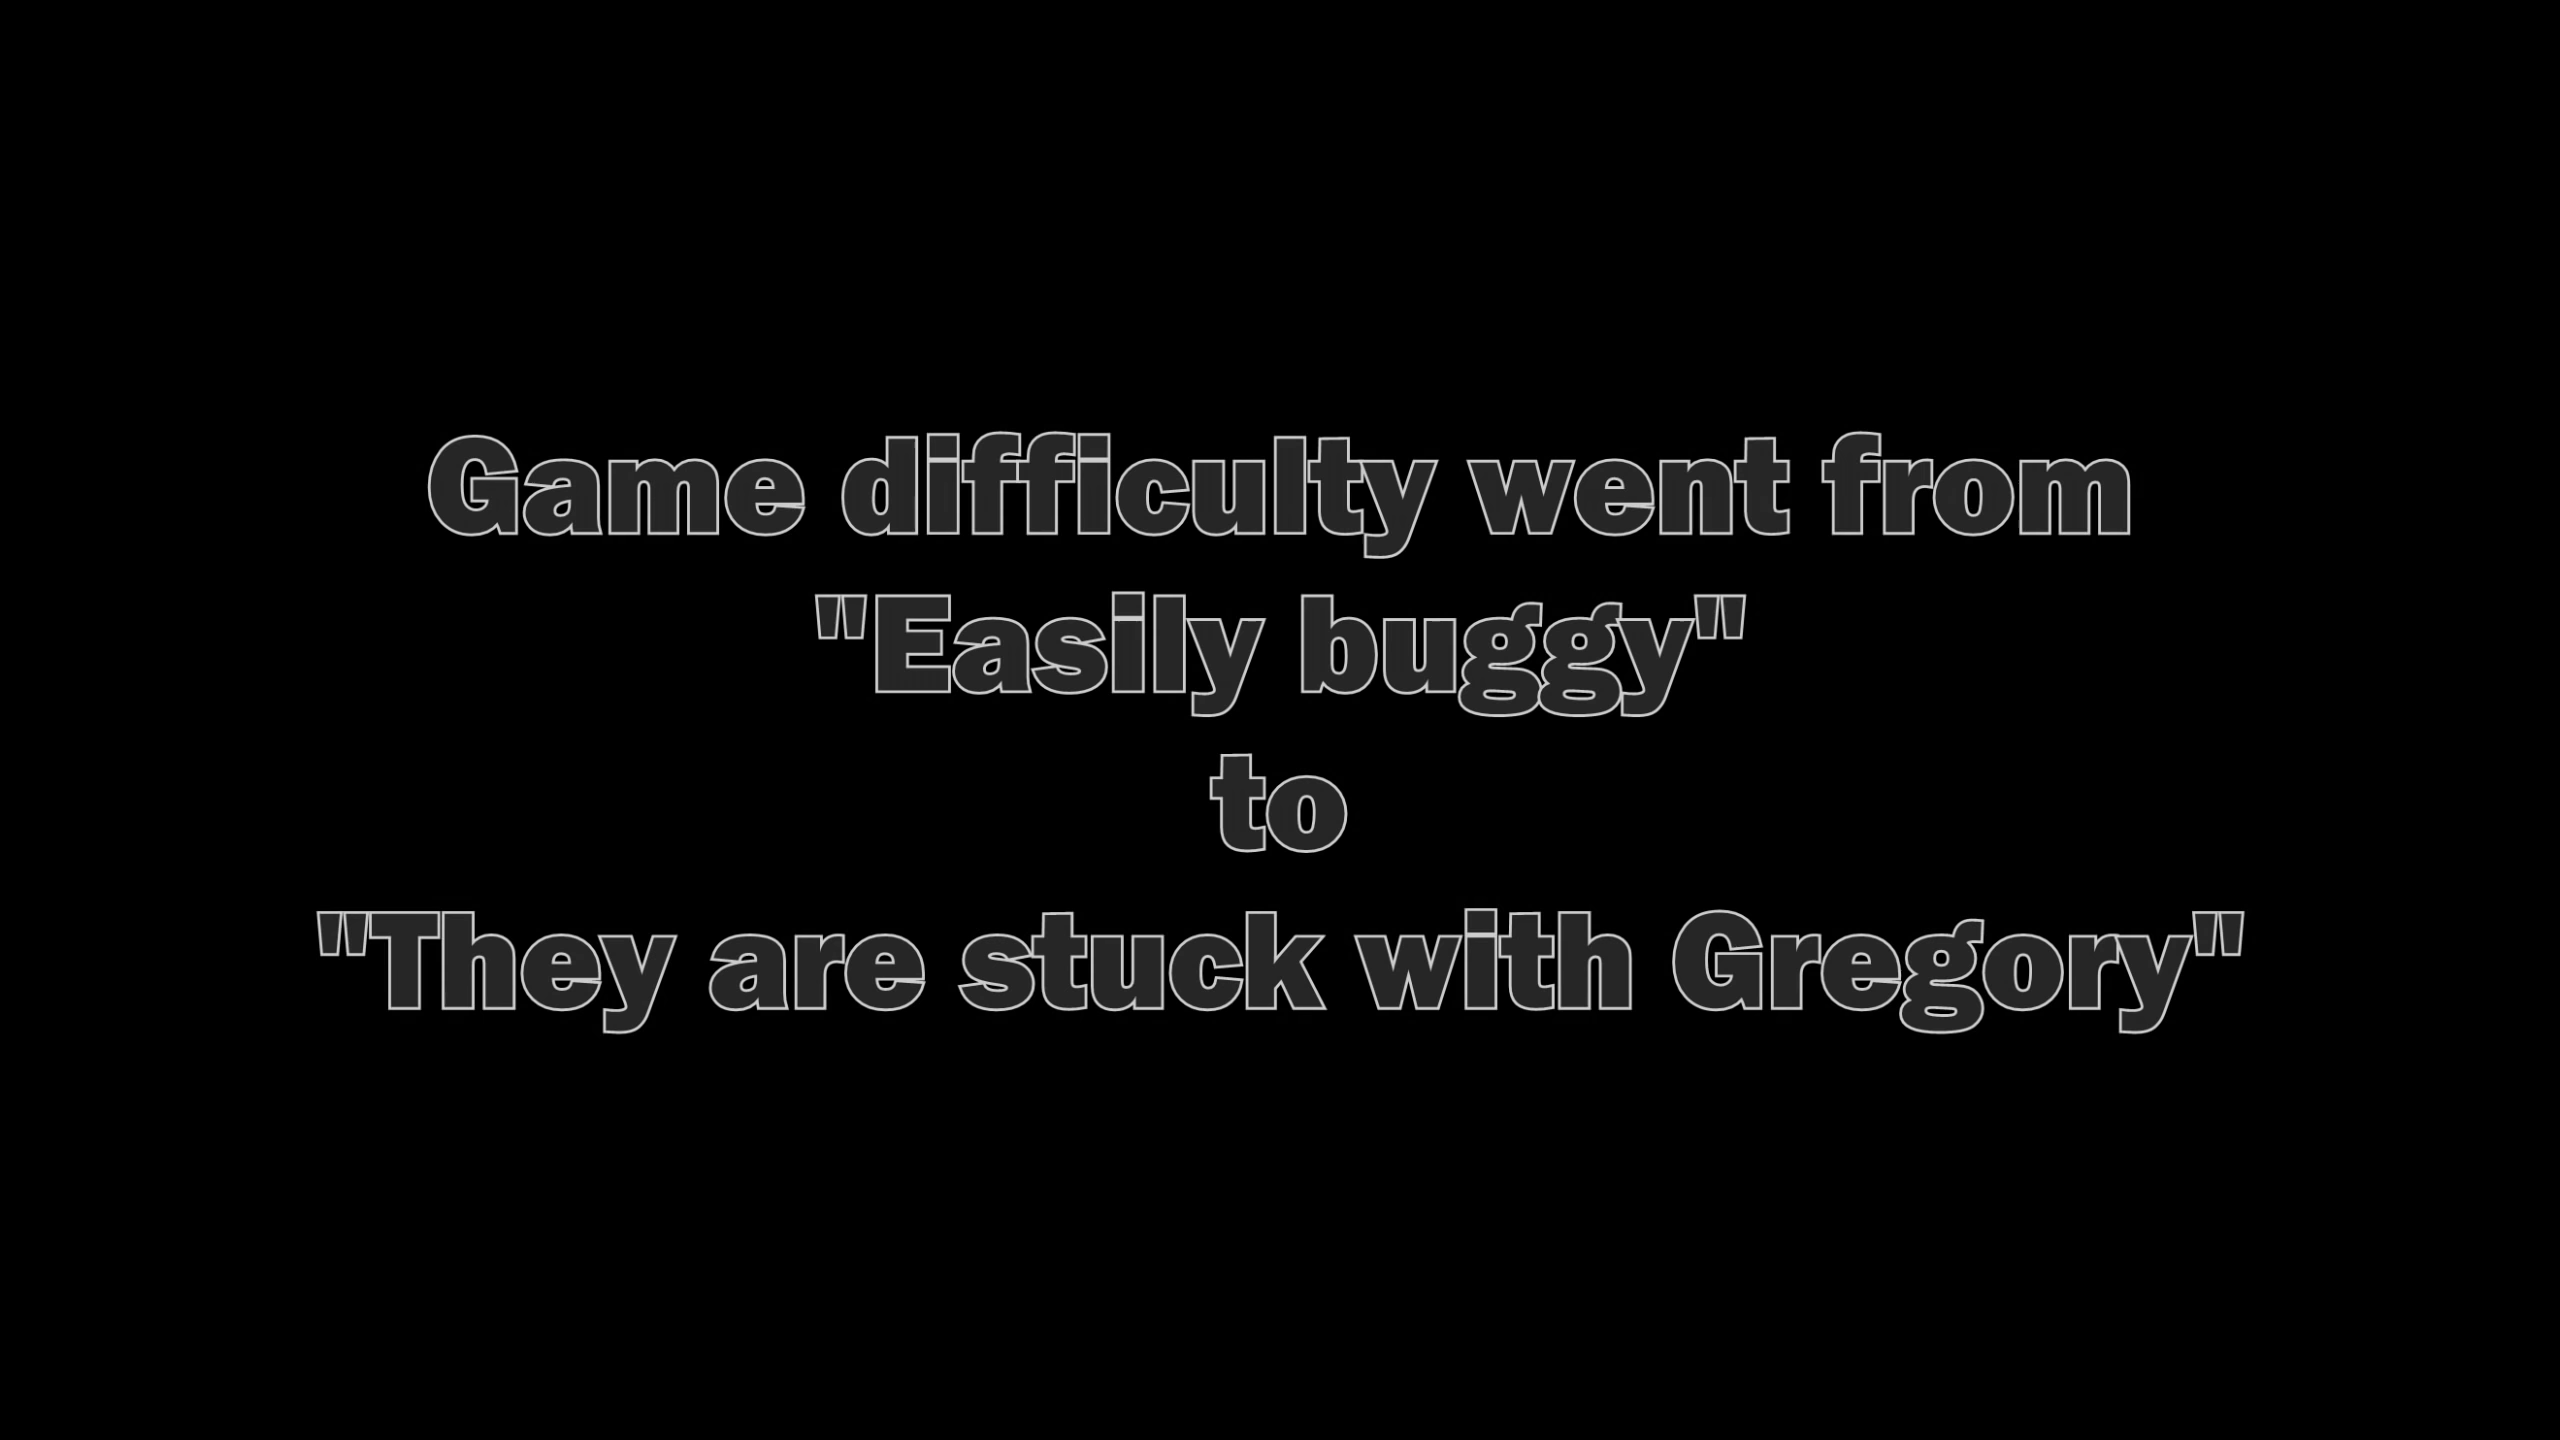 Game difficulty went from
"Easily buggy"
to
"They are stuck with Gregory"